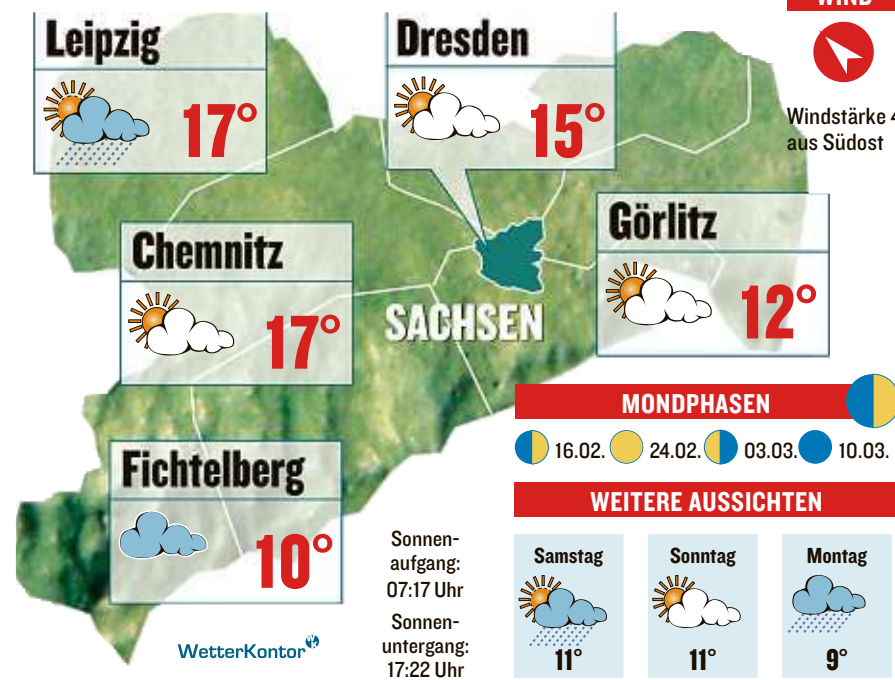 WIND
Leipzig
17°
Dresden
15°
Windstärke 4
aus Südost
Chemnitz
17°
Görlitz
12°
SACHSEN
Fichtelberg
10°
MONDPHASEN
16.02.
24.02.
03.03.
10.03.
WEITERE AUSSICHTEN
Sonnen-
aufgang:
07:17 Uhr
Sonnen-
untergang:
17:22 Uhr
Samstag
11°
Sonntag
11°
Montag
9°
WetterKontor